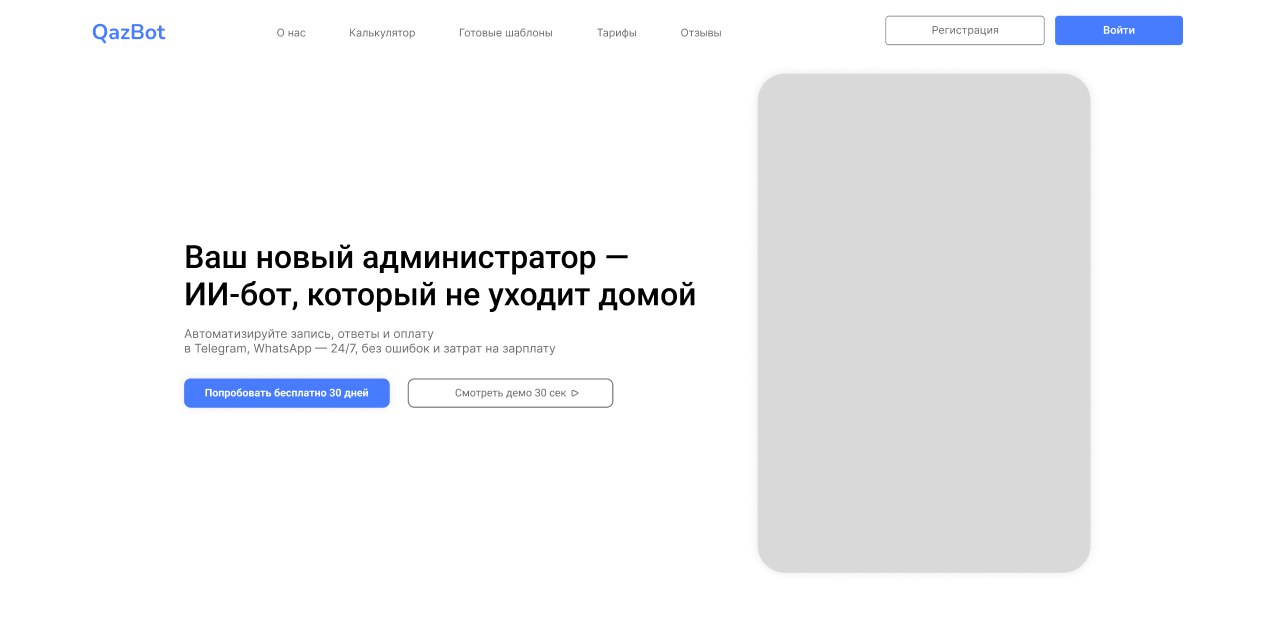 QazBot
О нас
Калькулятор
Готовые шаблоны
Тарифы
Отзывы
Регистрация
Войти
Ваш новый администратор —
ИИ-бот, который не уходит домой
Автоматизируйте запись, ответы и оплату
в Telegram, WhatsApp — 24/7, без ошибок и затрат на зарплату
Попробовать бесплатно 30 дней
Смотреть демо 30 сек